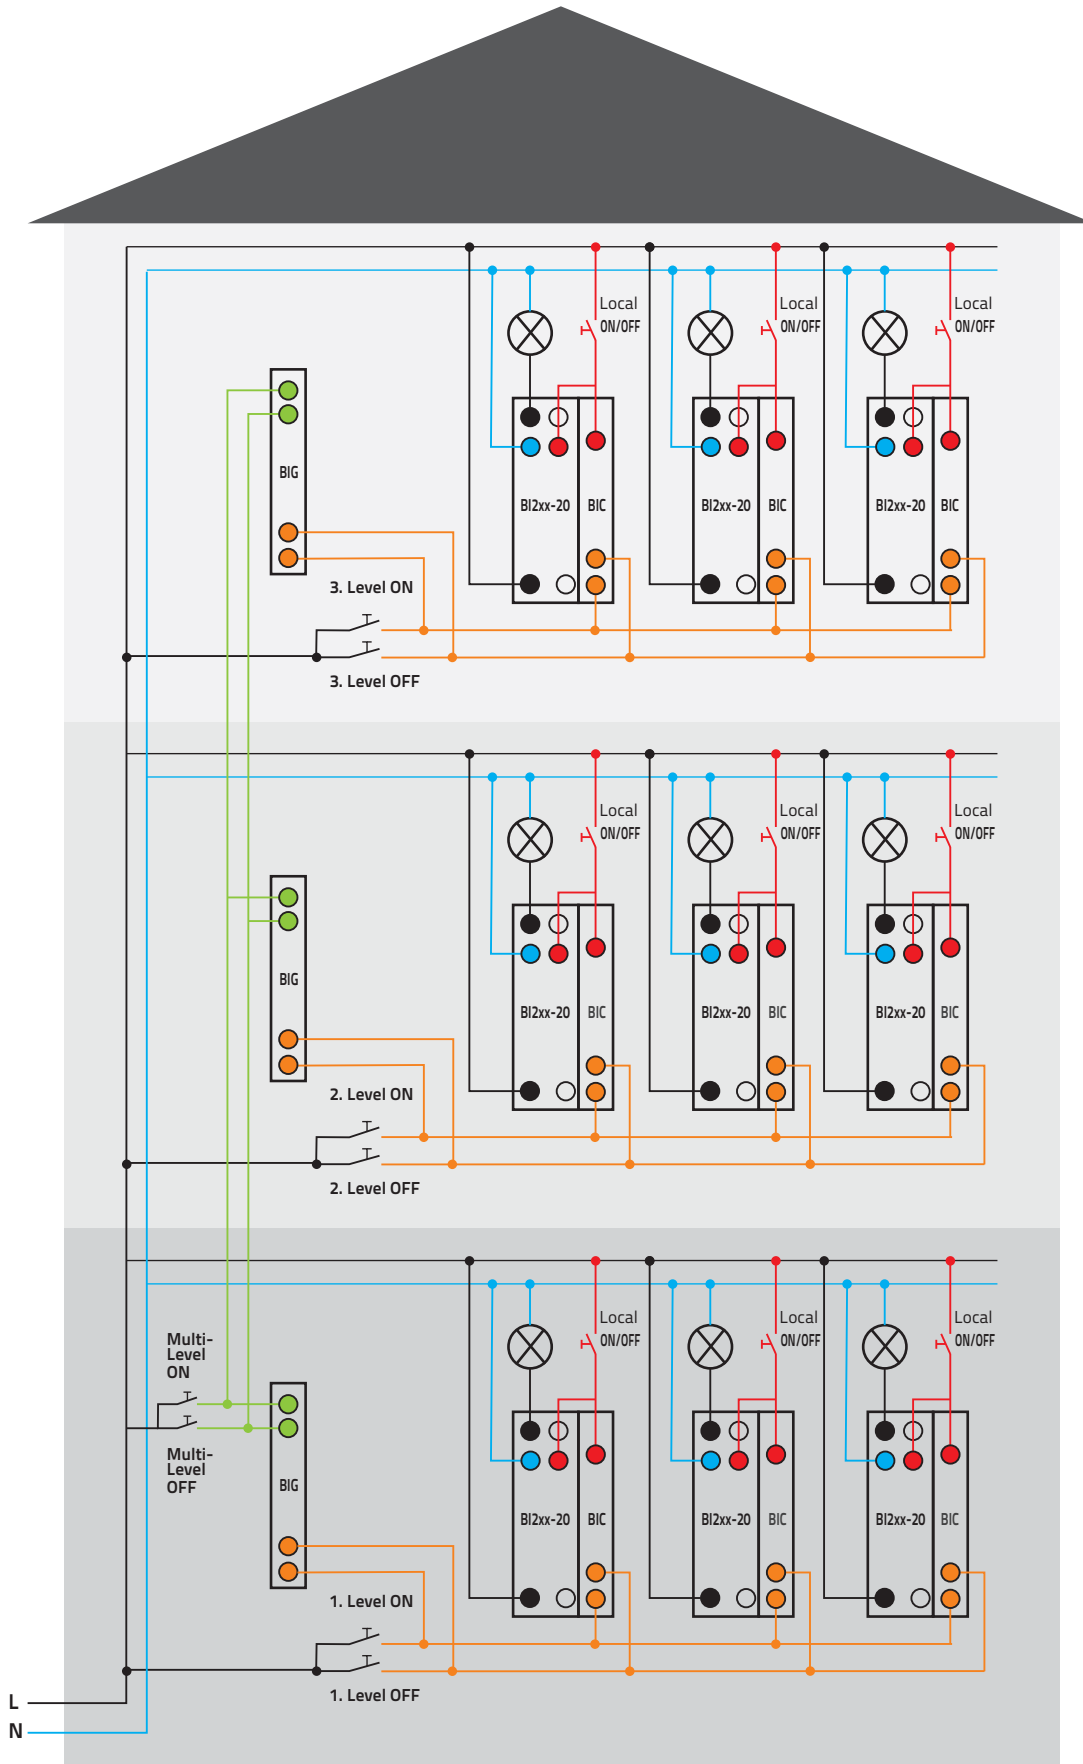 Local
ON/OFF
Local
ON/OFF
Local
ON/OFF
BIG
BI2xx-20
BIC
BI2xx-20
BIC
BI2xx-20
BIC
3. Level ON
3. Level OFF
Local
ON/OFF
Local
ON/OFF
Local
ON/OFF
BIG
BI2xx-20
BIC
BI2xx-20
BIC
BI2xx-20
BIC
2. Level ON
2. Level OFF
Local
ON/OFF
Local
ON/OFF
Local
ON/OFF
Multi-
Level
ON
Multi-
Level
OFF
BIG
BI2xx-20
BIC
BI2xx-20
BIC
BI2xx-20
BIC
1. Level ON
1. Level OFF
L
N